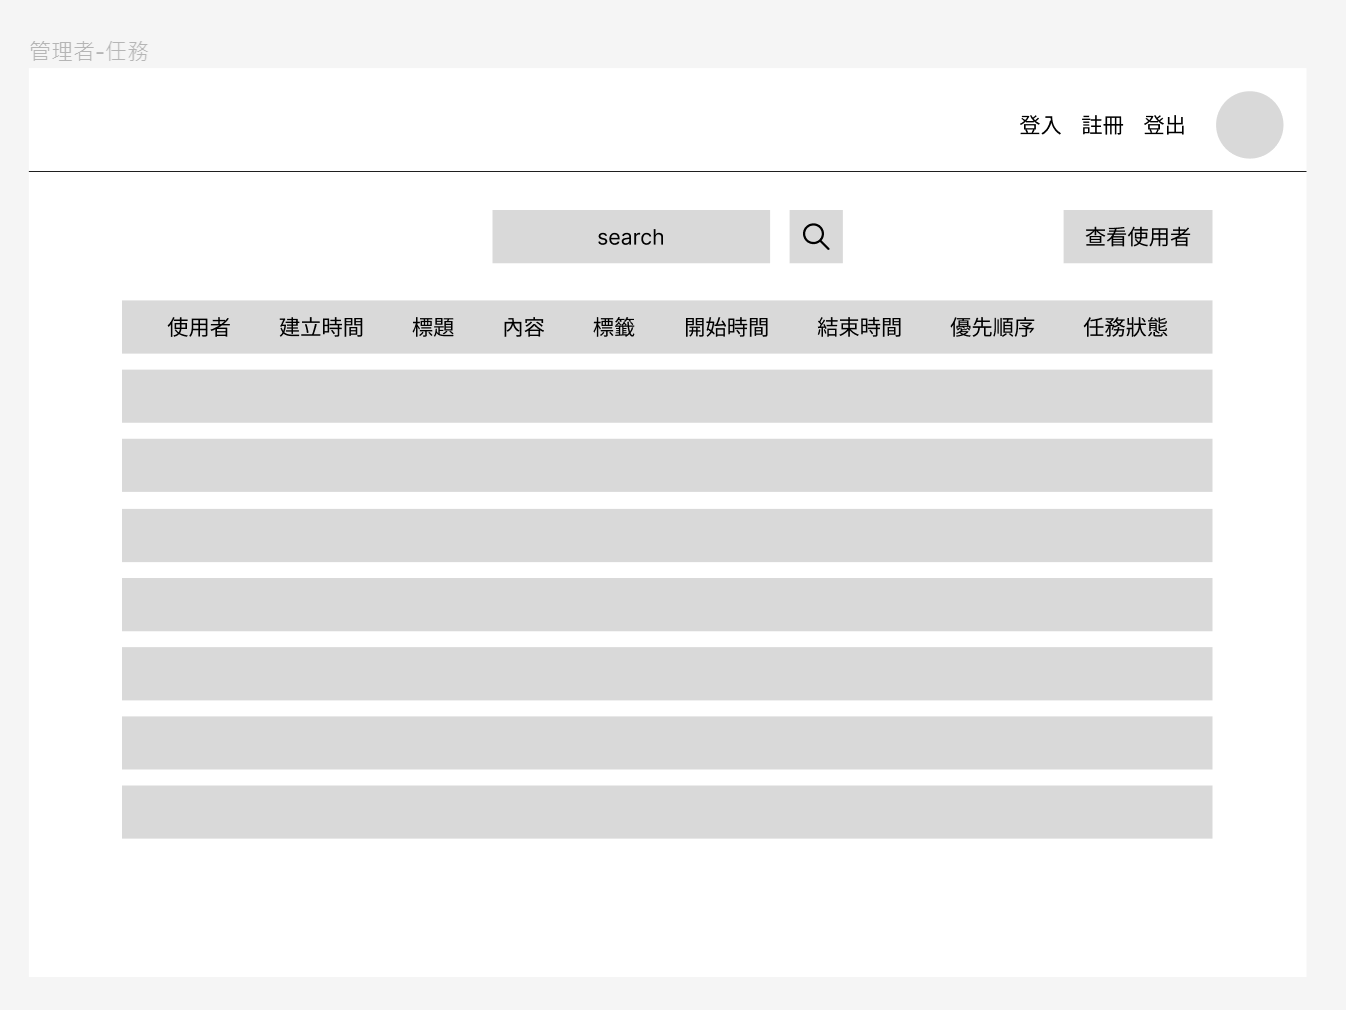 管理者-任務
登入 註冊 登出
search 查看使用者
使用者 建立時間 標題 內容 標籤 開始時間 結束時間 優先順序 任務狀態